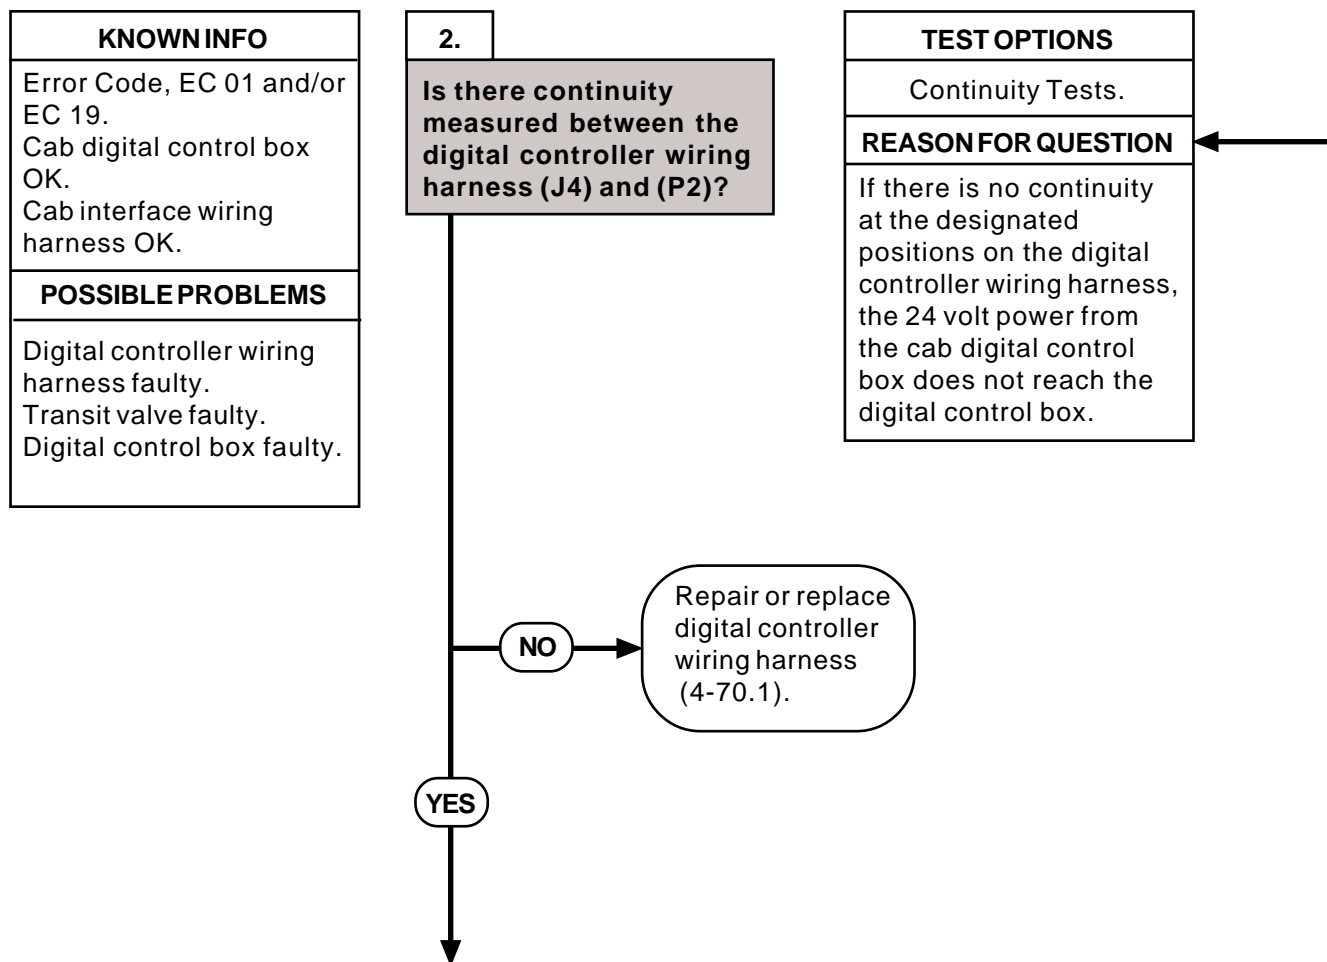 KNOWN INFO
Error Code, EC 01 and/or
EC 19.
Cab digital control box
OK.
Cab interface wiring
harness OK.
POSSIBLE PROBLEMS
Digital controller wiring
harness faulty.
Transit valve faulty.
Digital control box faulty.
2.
Is there continuity
measured between the
digital controller wiring
harness (J4) and (P2)?
TEST OPTIONS
Continuity Tests.
REASON FOR QUESTION
If there is no continuity
at the designated
positions on the digital
controller wiring harness,
the 24 volt power from
the cab digital control
box does not reach the
digital control box.
NO
Repair or replace
digital controller
wiring harness
(4-70.1).
YES